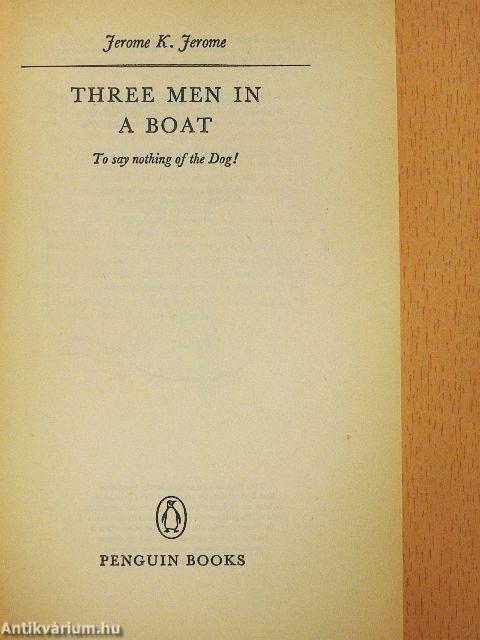 Jerome K. Jerome
THREE MEN IN
A BOAT
To say nothing of the Dog!
PENGUIN BOOKS
Antikvárium.hu